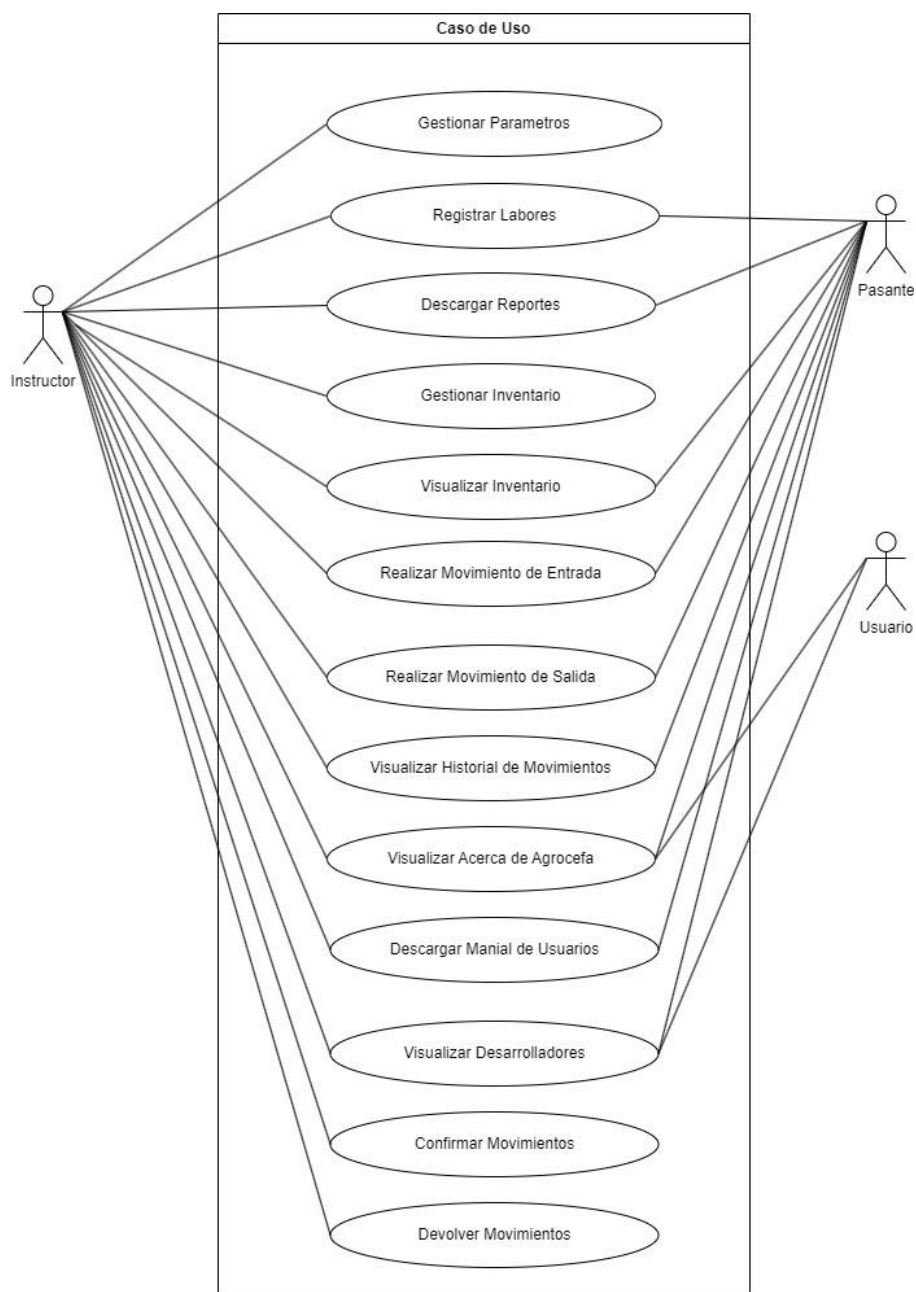 Caso de Uso
Gestionar Parametros
Registrar Labores
Pasante
Descargar Reportes
Instructor
Gestionar Inventario
Visualizar Inventario
Realizar Movimiento de Entrada
Usuario
Realizar Movimiento de Salida
Visualizar Historial de Movimientos
Visualizar Acerca de Agrocefa
Descargar Manial de Usuarios
Visualizar Desarrolladores
Confirmar Movimientos
Devolver Movimientos